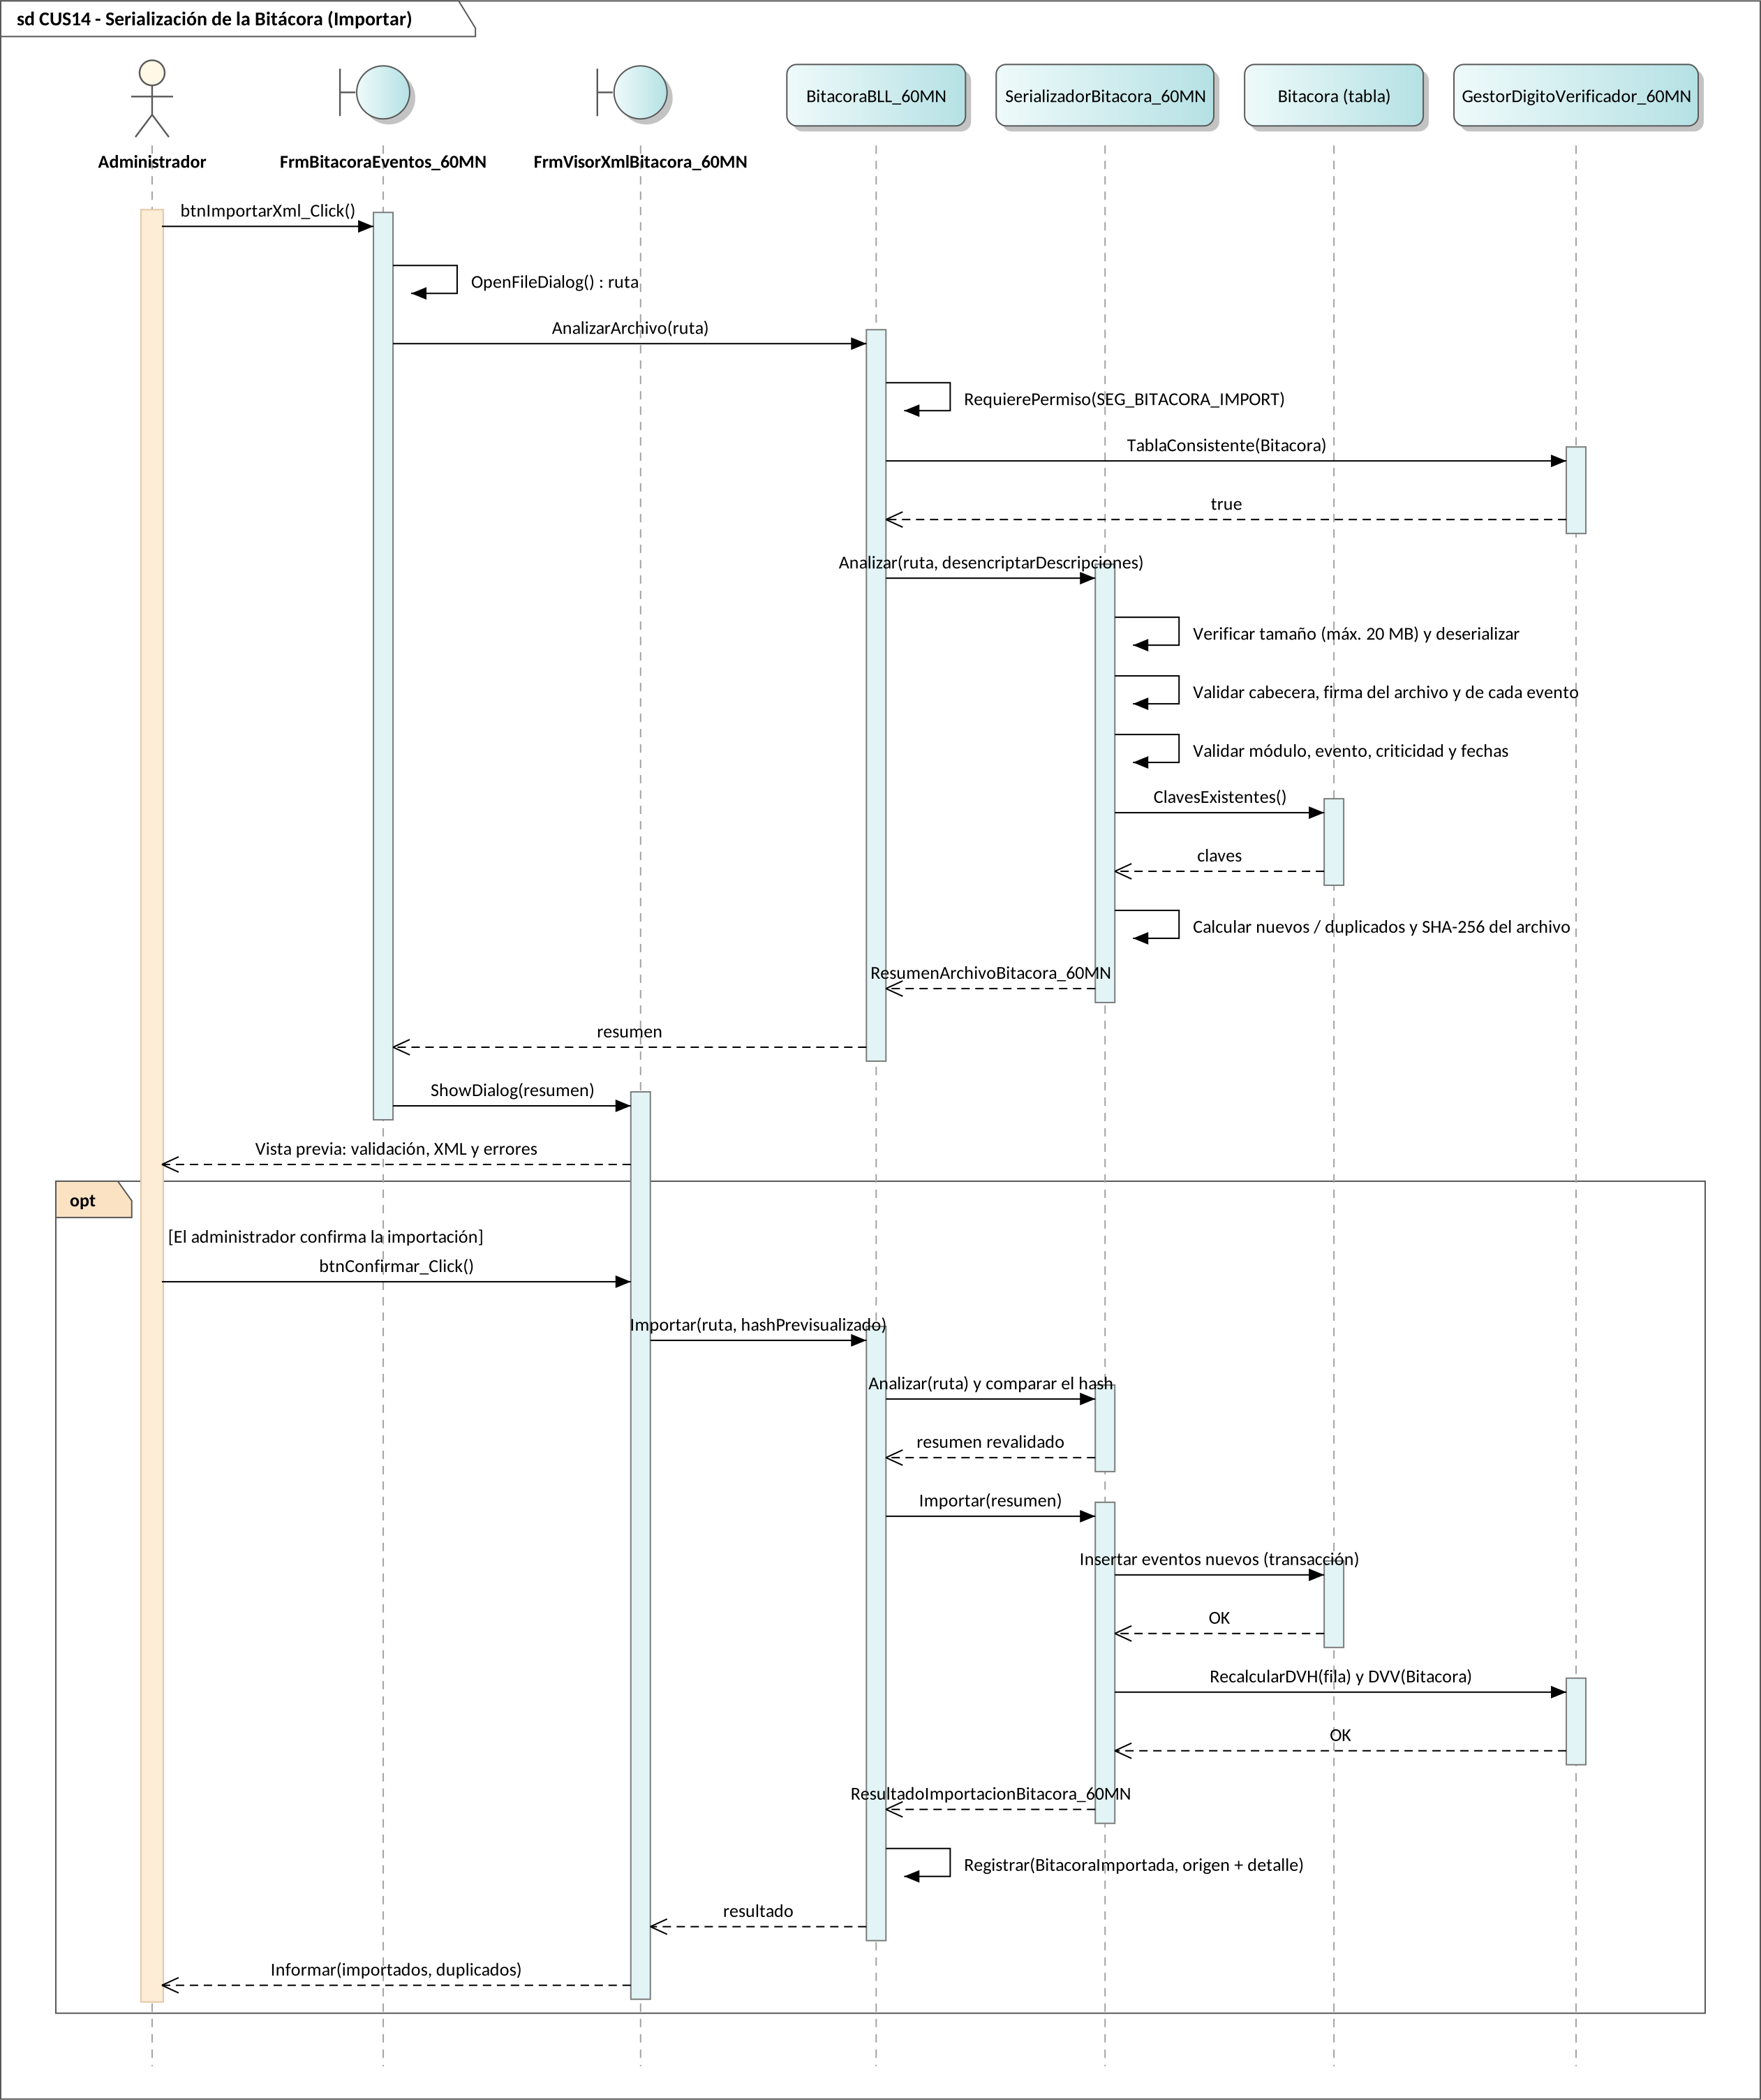 sd CUS14 - Serialización de la Bitácora (Importar)
BitacoraBLL_60MN
SerializadorBitacora_60MN
Bitacora (tabla)
GestorDigitoVerificador_60MN
Administrador
FrmBitacoraEventos_60MN
FrmVisorXmlBitacora_60MN
btnImportarXml_Click()
OpenFileDialog() : ruta
AnalizarArchivo(ruta)
RequierePermiso(SEG_BITACORA_IMPORT)
TablaConsistente(Bitacora)
true
Analizar(ruta, desencriptarDescripciones)
Verificar tamaño (máx. 20 MB) y deserializar
Validar cabecera, firma del archivo y de cada evento
Validar módulo, evento, criticidad y fechas
ClavesExistentes()
claves
Calcular nuevos / duplicados y SHA-256 del archivo
ResumenArchivoBitacora_60MN
resumen
ShowDialog(resumen)
Vista previa: validación, XML y errores
opt
[El administrador confirma la importación]
btnConfirmar_Click()
Importar(ruta, hashPrevisualizado)
Analizar(ruta) y comparar el hash
resumen revalidado
Importar(resumen)
Insertar eventos nuevos (transacción)
OK
RecalcularDVH(fila) y DVV(Bitacora)
OK
ResultadoImportacionBitacora_60MN
Registrar(BitacoraImportada, origen + detalle)
resultado
Informar(importados, duplicados)